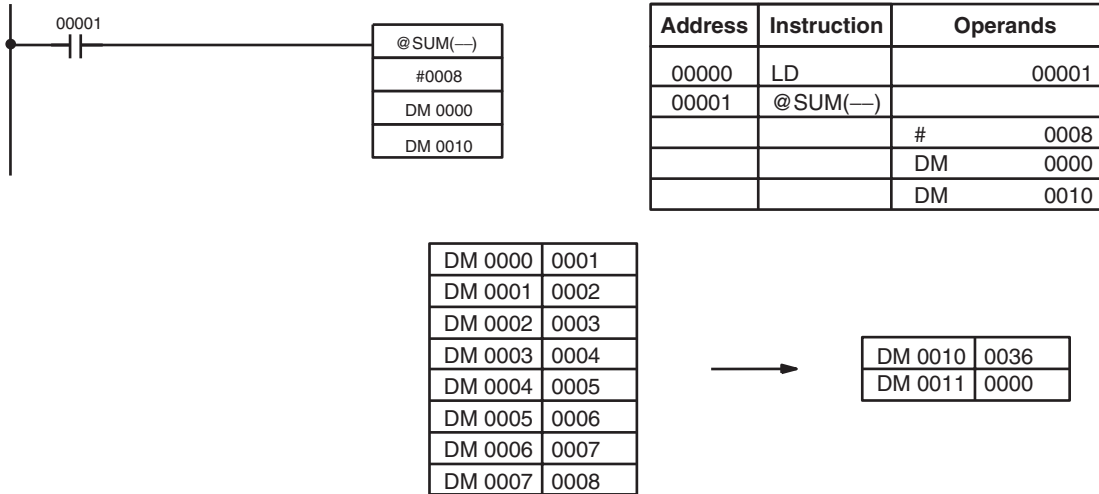 00001
@SUM(––)
#0008
DM 0000
DM 0010
Address Instruction Operands
00000 LD 00001
00001 @SUM(––)
# 0008
DM 0000
DM 0010
DM 0000 0001
DM 0001 0002
DM 0002 0003
DM 0003 0004
DM 0004 0005
DM 0005 0006
DM 0006 0007
DM 0007 0008
DM 0010 0036
DM 0011 0000